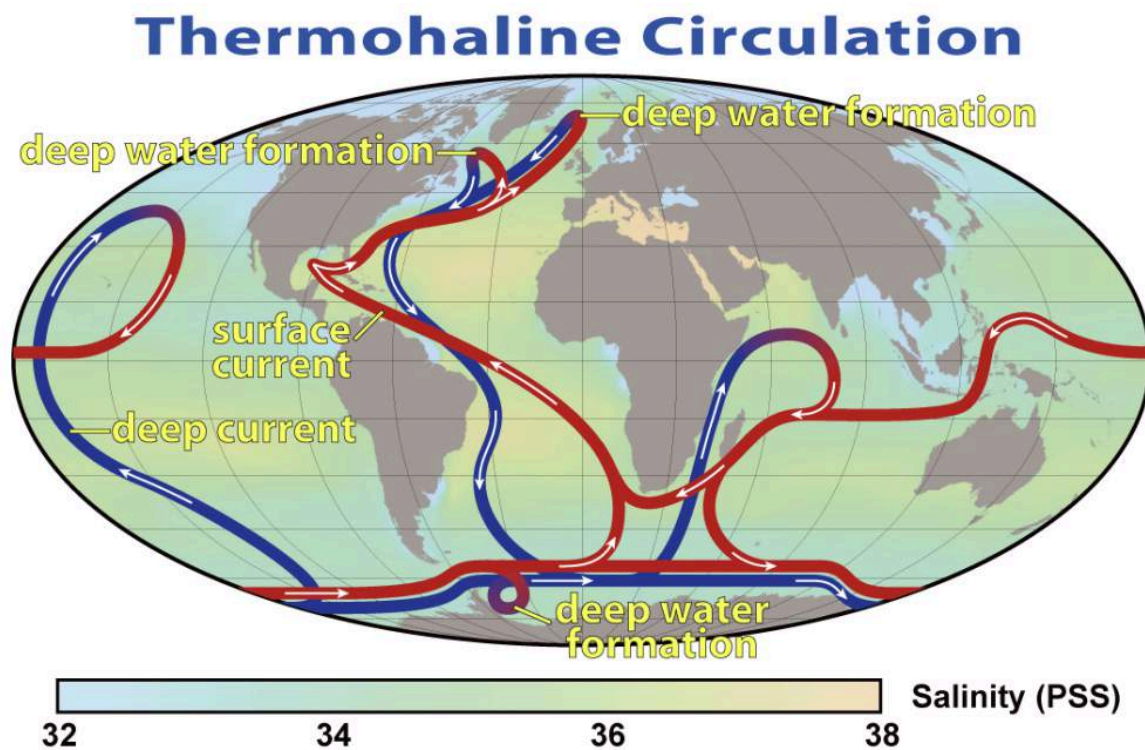 Thermohaline Circulation
deep water formation
deep water formation
surface
current
deep current
deep water
formation
Salinity (PSS)
32
34
36
38